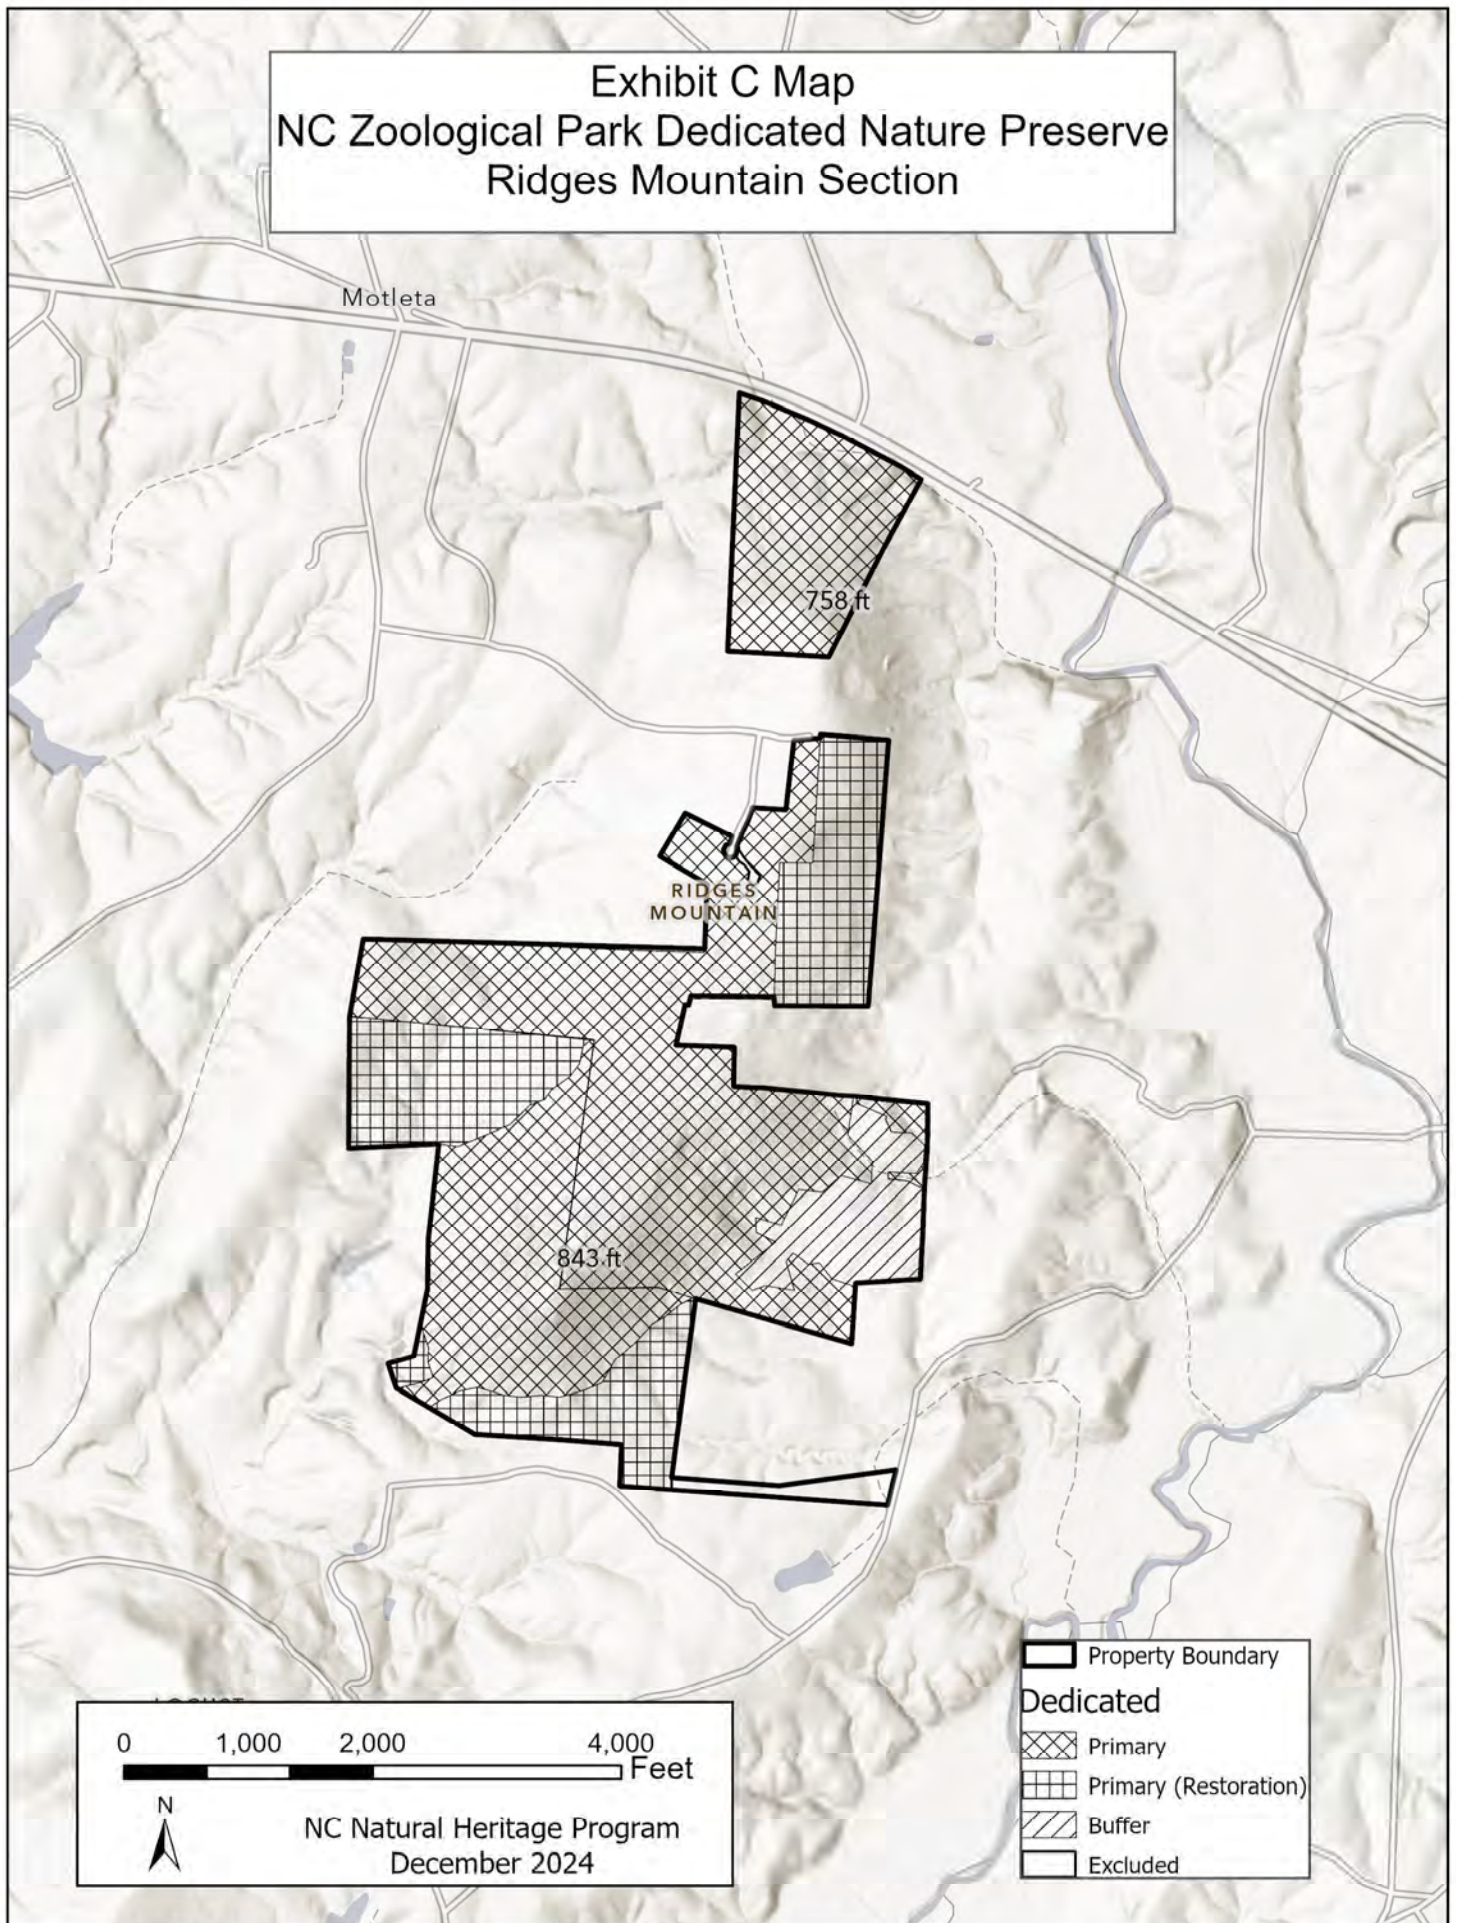 Exhibit C Map
NC Zoological Park Dedicated Nature Preserve
Ridges Mountain Section
Motleta
758 ft
RIDGES
MOUNTAIN
843 ft
Property Boundary
Dedicated
Primary
Primary (Restoration)
Buffer
Excluded
0 1,000 2,000 4,000
Feet
N
NC Natural Heritage Program
December 2024